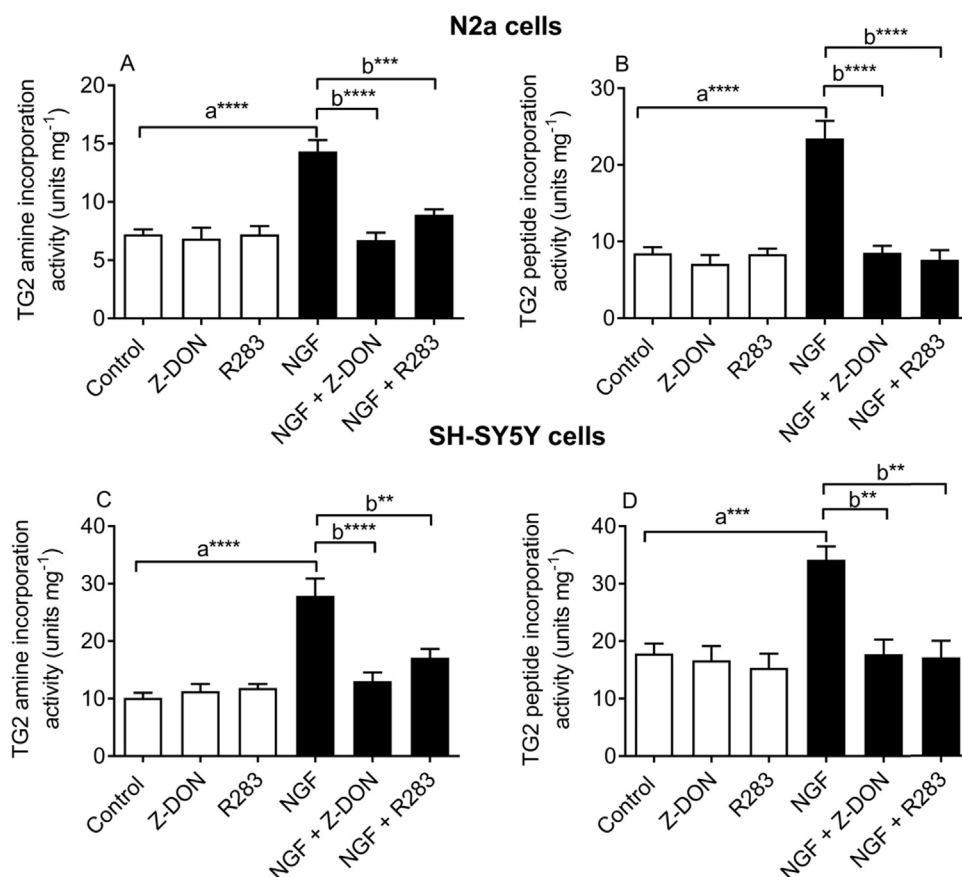 N2a cells
A
TG2 amine incorporation
activity (units mg-1)
20
15
10
5
0
a****
b****
b***
Control
Z-DON
R283
NGF
NGF + Z-DON
NGF + R283
B
TG2 peptide incorporation
activity (units mg-1)
30
20
10
0
a****
b****
b****
Control
Z-DON
R283
NGF
NGF + Z-DON
NGF + R283
SH-SY5Y cells
C
TG2 amine incorporation
activity (units mg-1)
40
30
20
10
0
a****
b****
b**
Control
Z-DON
R283
NGF
NGF + Z-DON
NGF + R283
D
TG2 peptide incorporation
activity (units mg-1)
40
30
20
10
0
a***
b**
b**
Control
Z-DON
R283
NGF
NGF + Z-DON
NGF + R283